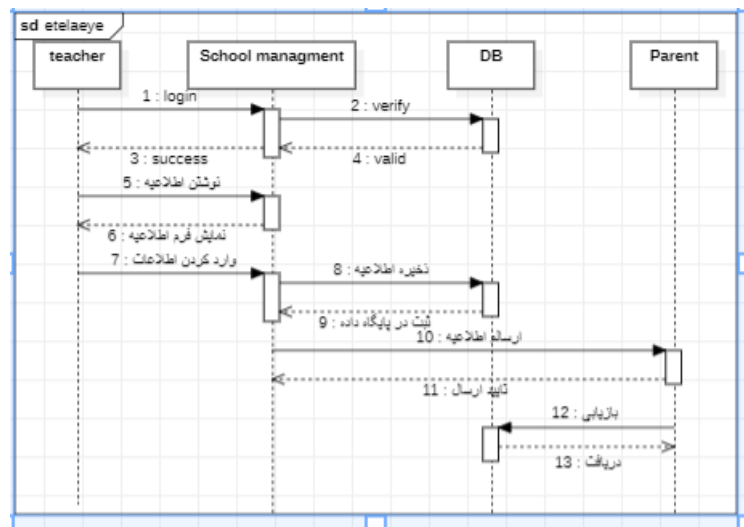 sd etelaeye
teacher
School managment
DB
Parent
1 : login
2 : verify
3 : success
4 : valid
5 : نوشتن اطلاعیه
6 : نمایش فرم اطلاعیه
7 : وارد کردن اطلاعات
8 : ذخیره اطلاعیه
9 : ثبت در پایگاه داده
10 : ارسال اطلاعیه
11 : تایید ارسال
12 : بازیابی
13 : دریافت